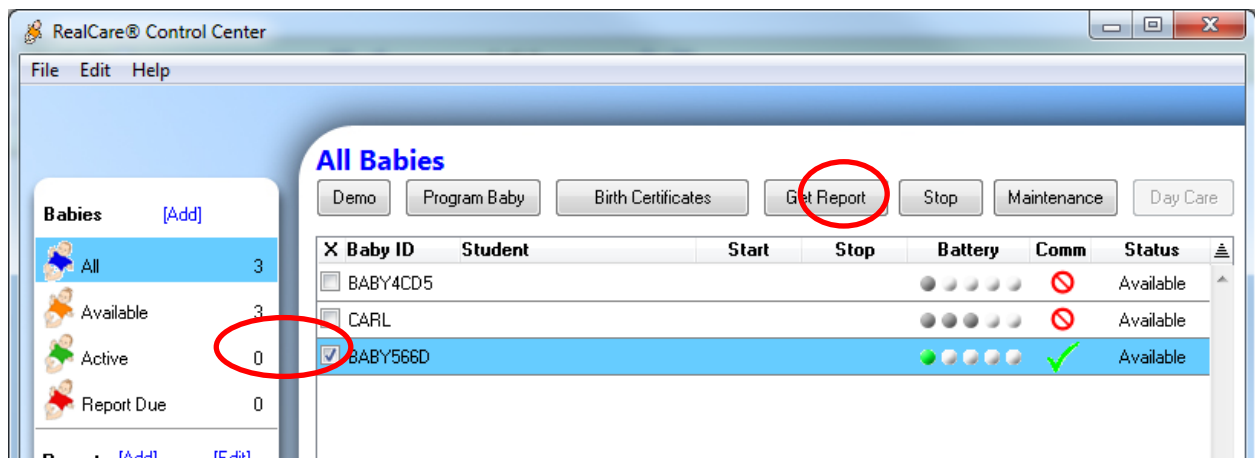 RealCare® Control Center
File Edit Help
All Babies
Demo Program Baby Birth Certificates Get Report Stop Maintenance Day Care
Babies [Add]
X Baby ID Student Start Stop Battery Comm Status
All 3
BABY4CD5 Available
Available 3
CARL Available
Active 0
BABY566D Available
Report Due 0
[Add] [Edit]